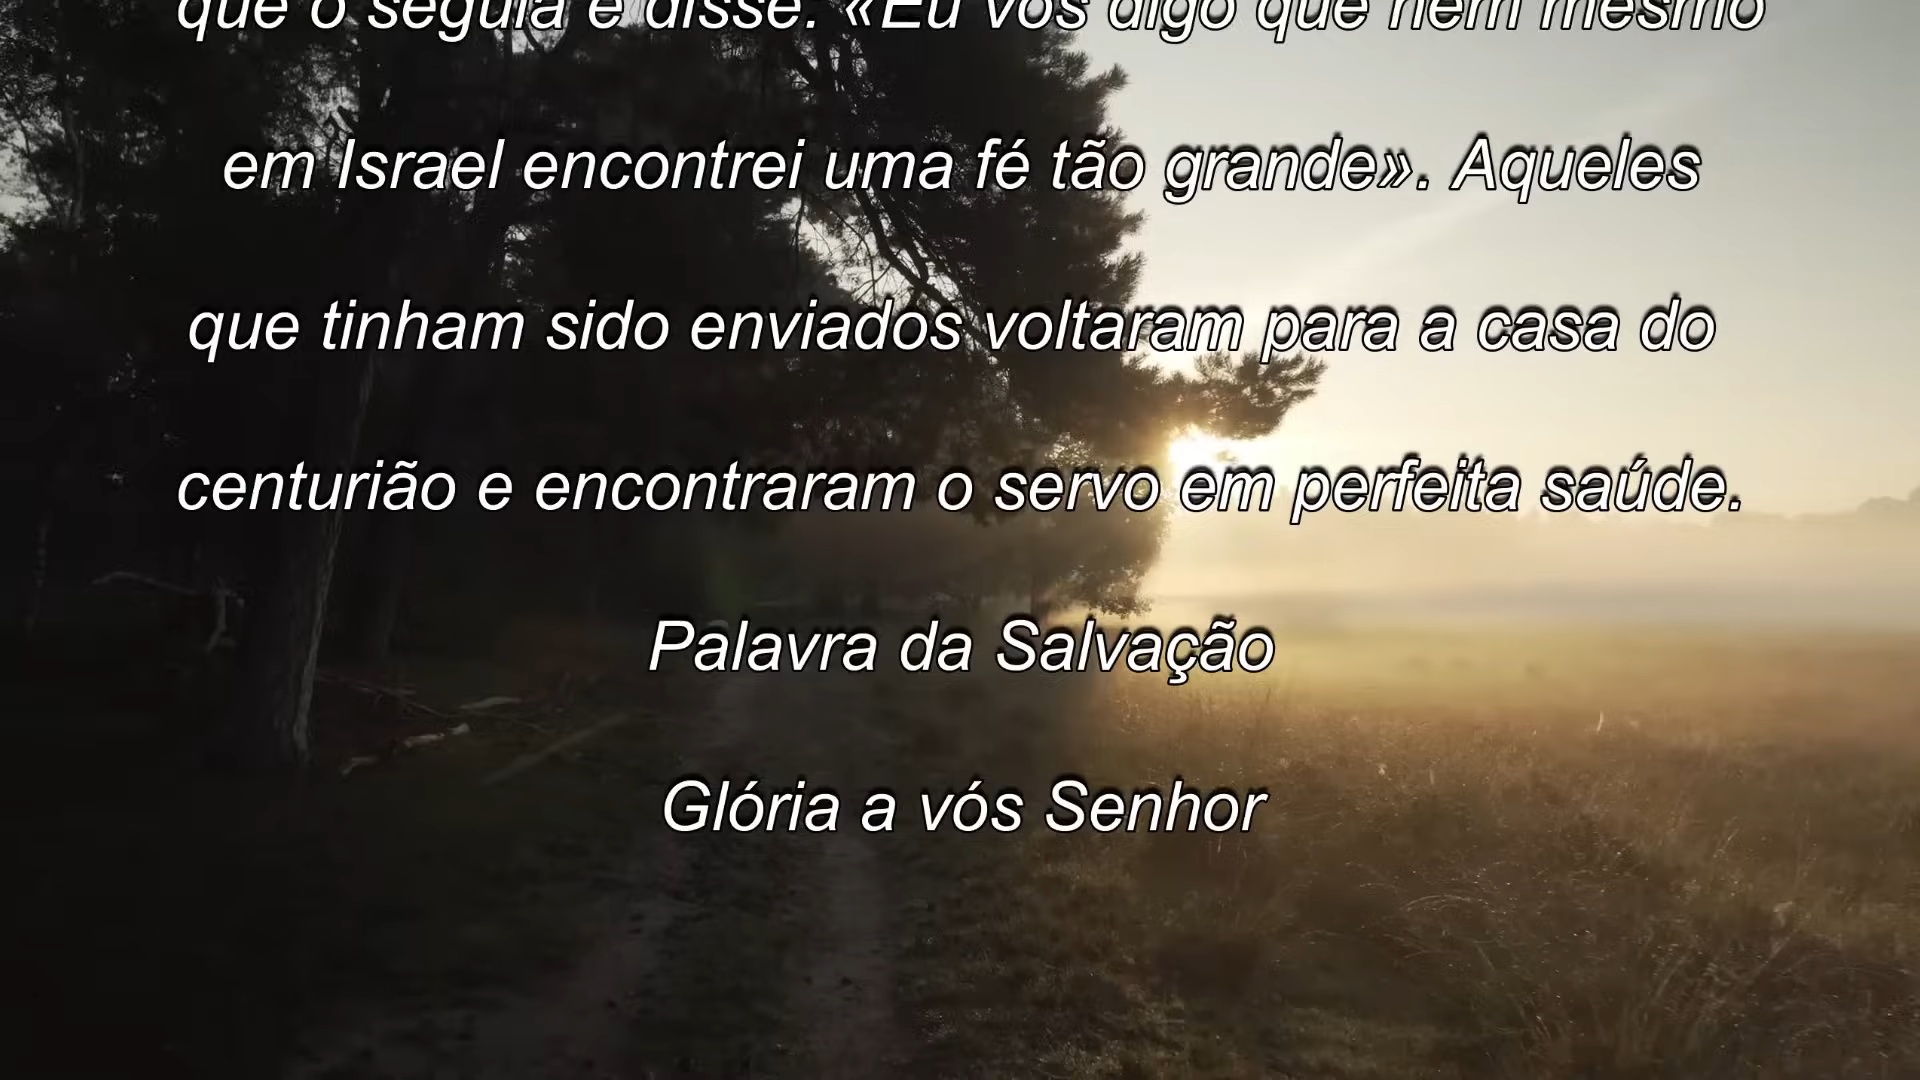 que o seguia e disse: «Eu vos digo que nem mesmo
em Israel encontrei uma fé tão grande». Aqueles
que tinham sido enviados voltaram para a casa do
centurião e encontraram o servo em perfeita saúde.
Palavra da Salvação
Glória a vós Senhor